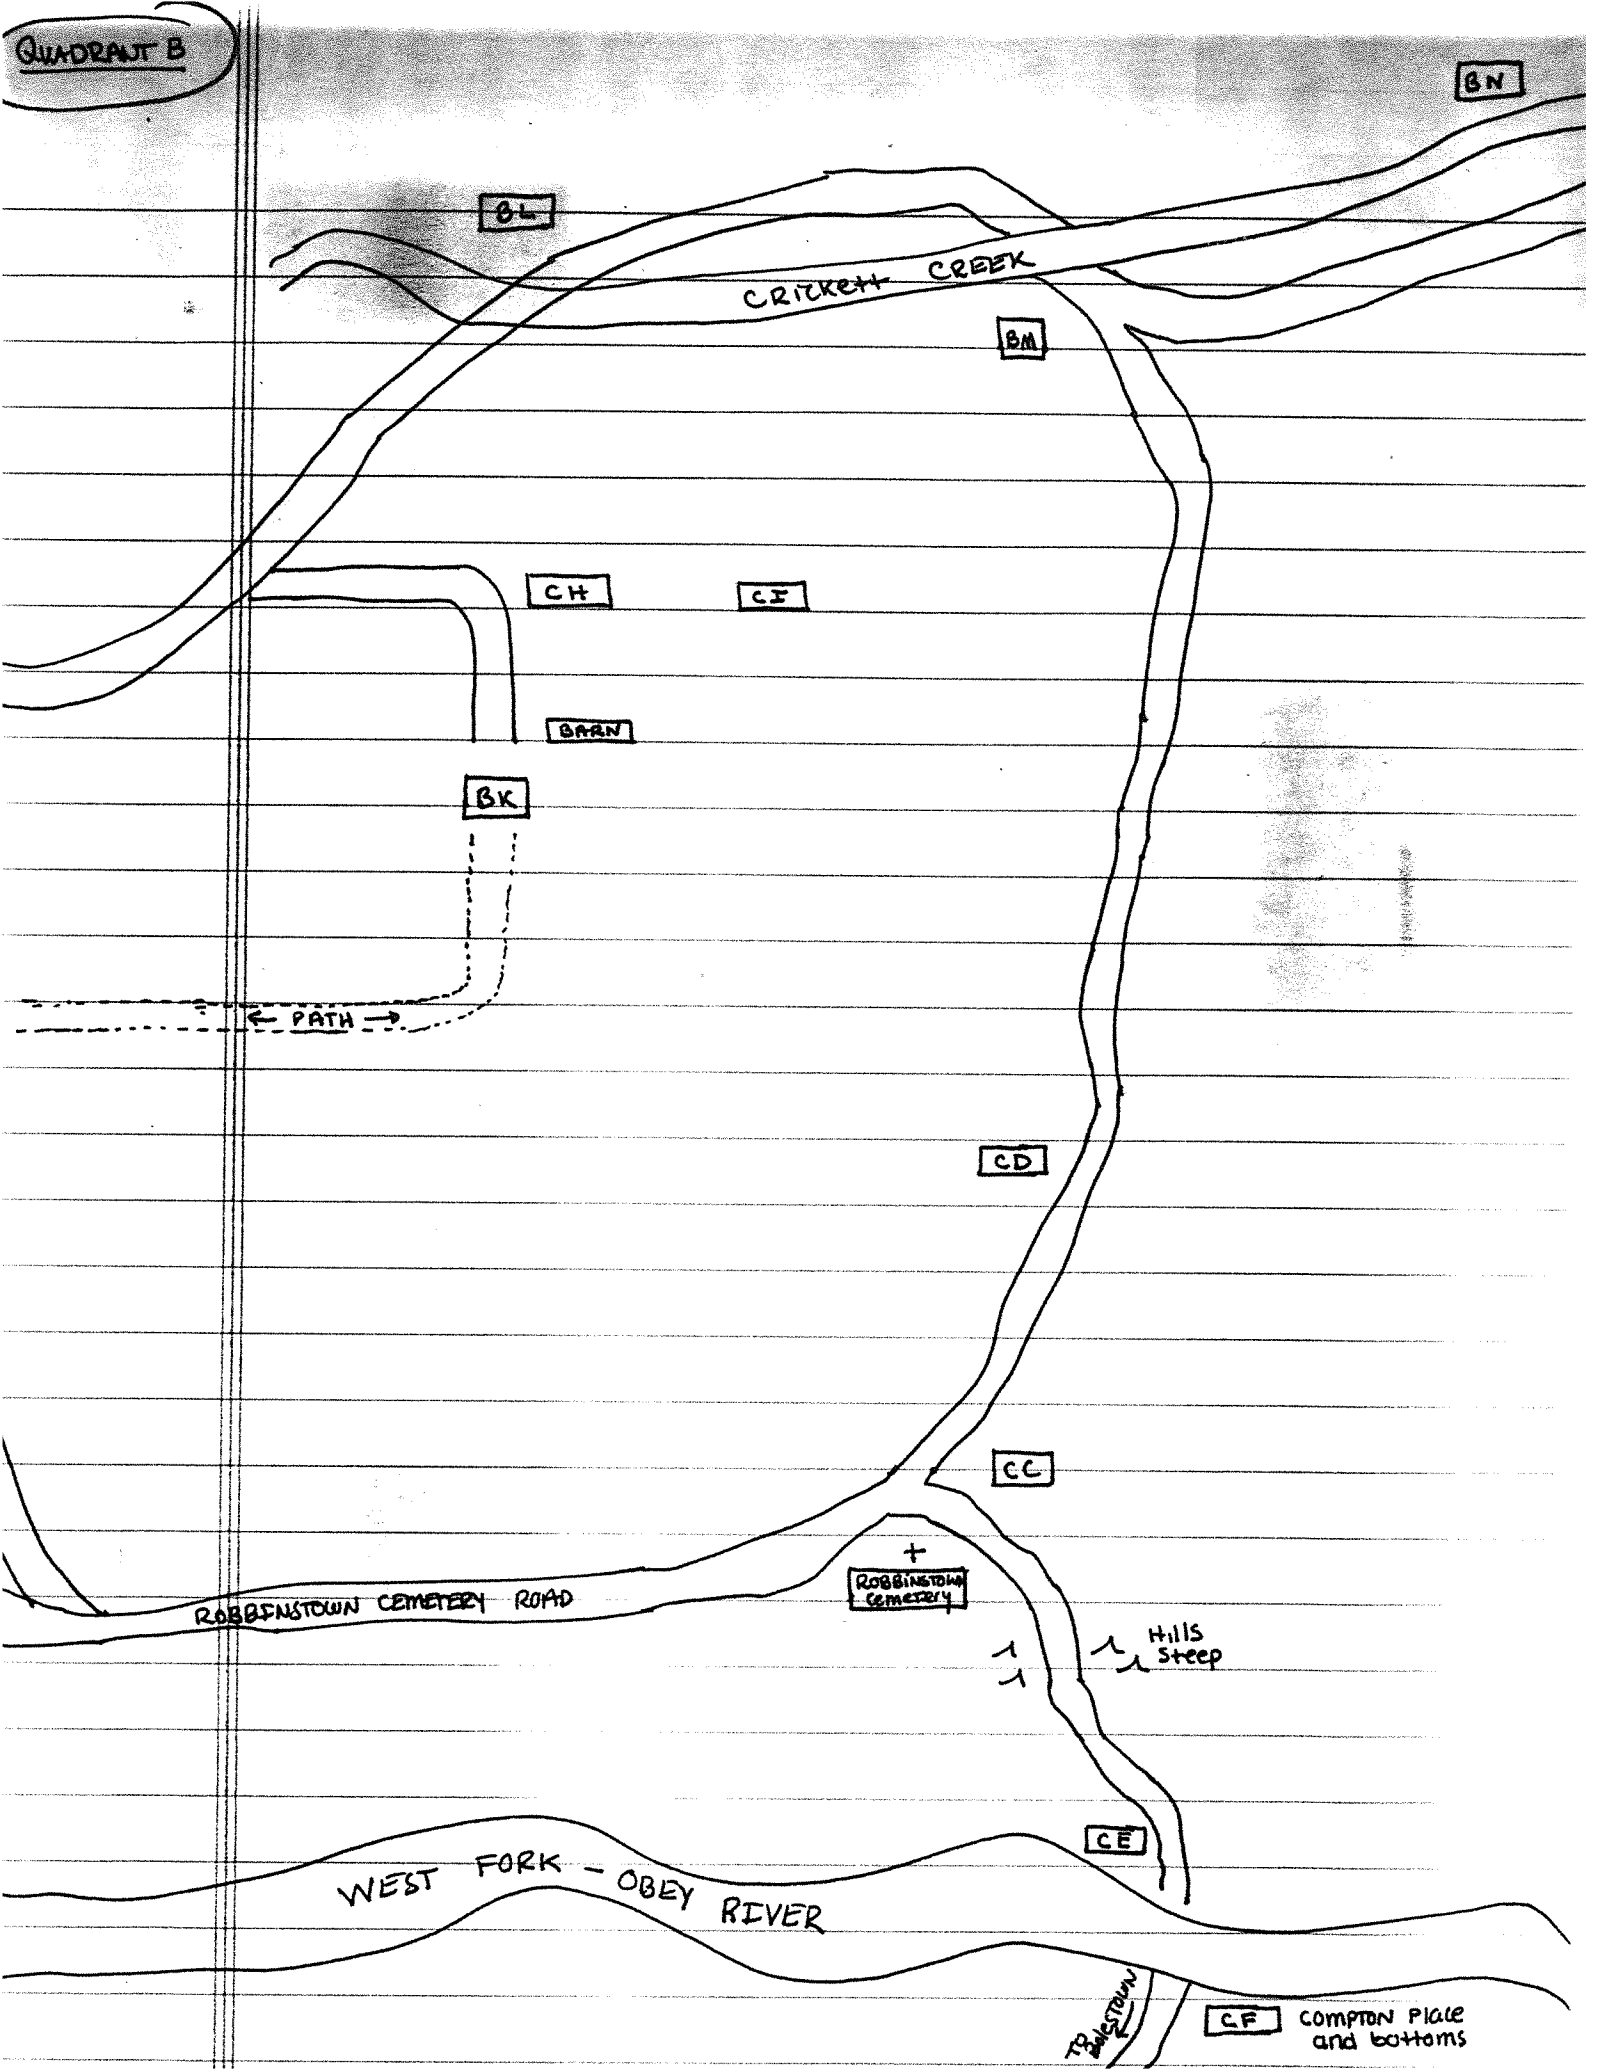 QUADRANT B
BN
BL
CRICKETT CREEK
BM
CH
CI
BARN
BK
← PATH →
CD
CC
ROBBINSTOWN
Cemetery
ROBBINSTOWN CEMETERY ROAD
Hills
Steep
CE
WEST FORK - OBEY RIVER
TO
CF
COMPTON Place
and bottoms